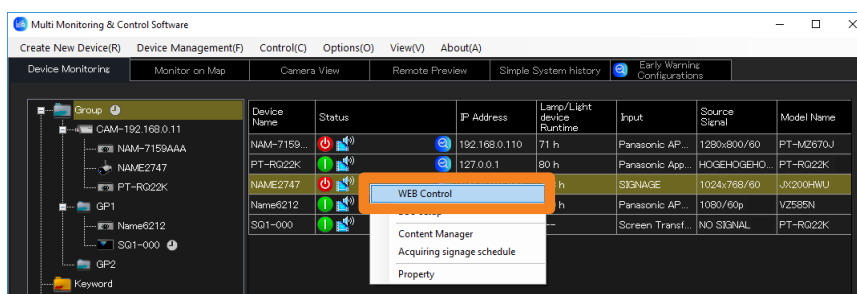 Multi Monitoring & Control Software
Create New Device(R) Device Management(F) Control(C) Options(O) View(V) About(A)
Device Monitoring Monitor on Map Camera View Remote Preview Simple System history Early Warning Configurations
Group
CAM-192.168.0.11
NAM-7159AAA
NAME2747
PT-RQ22K
GP1
Name6212
SQ1-000
GP2
Keyword
Device Name Status IP Address Lamp/Light device Runtime Input Source Signal Model Name
NAM-7159... 192.168.0.110 71 h Panasonic AP... 1280x800/60 PT-MZ670J
PT-RQ22K 127.0.0.1 80 h Panasonic App... HOGEHOGEHO... PT-RQ22K
NAME2747 h SIGNAGE 1024x768/60 JX200HWU
Name6212 h Panasonic AP... 1080/60p VZ585N
SQ1-000 -- Screen Transf... NO SIGNAL PT-RQ22K
WEB Control
Content Manager
Acquiring signage schedule
Property